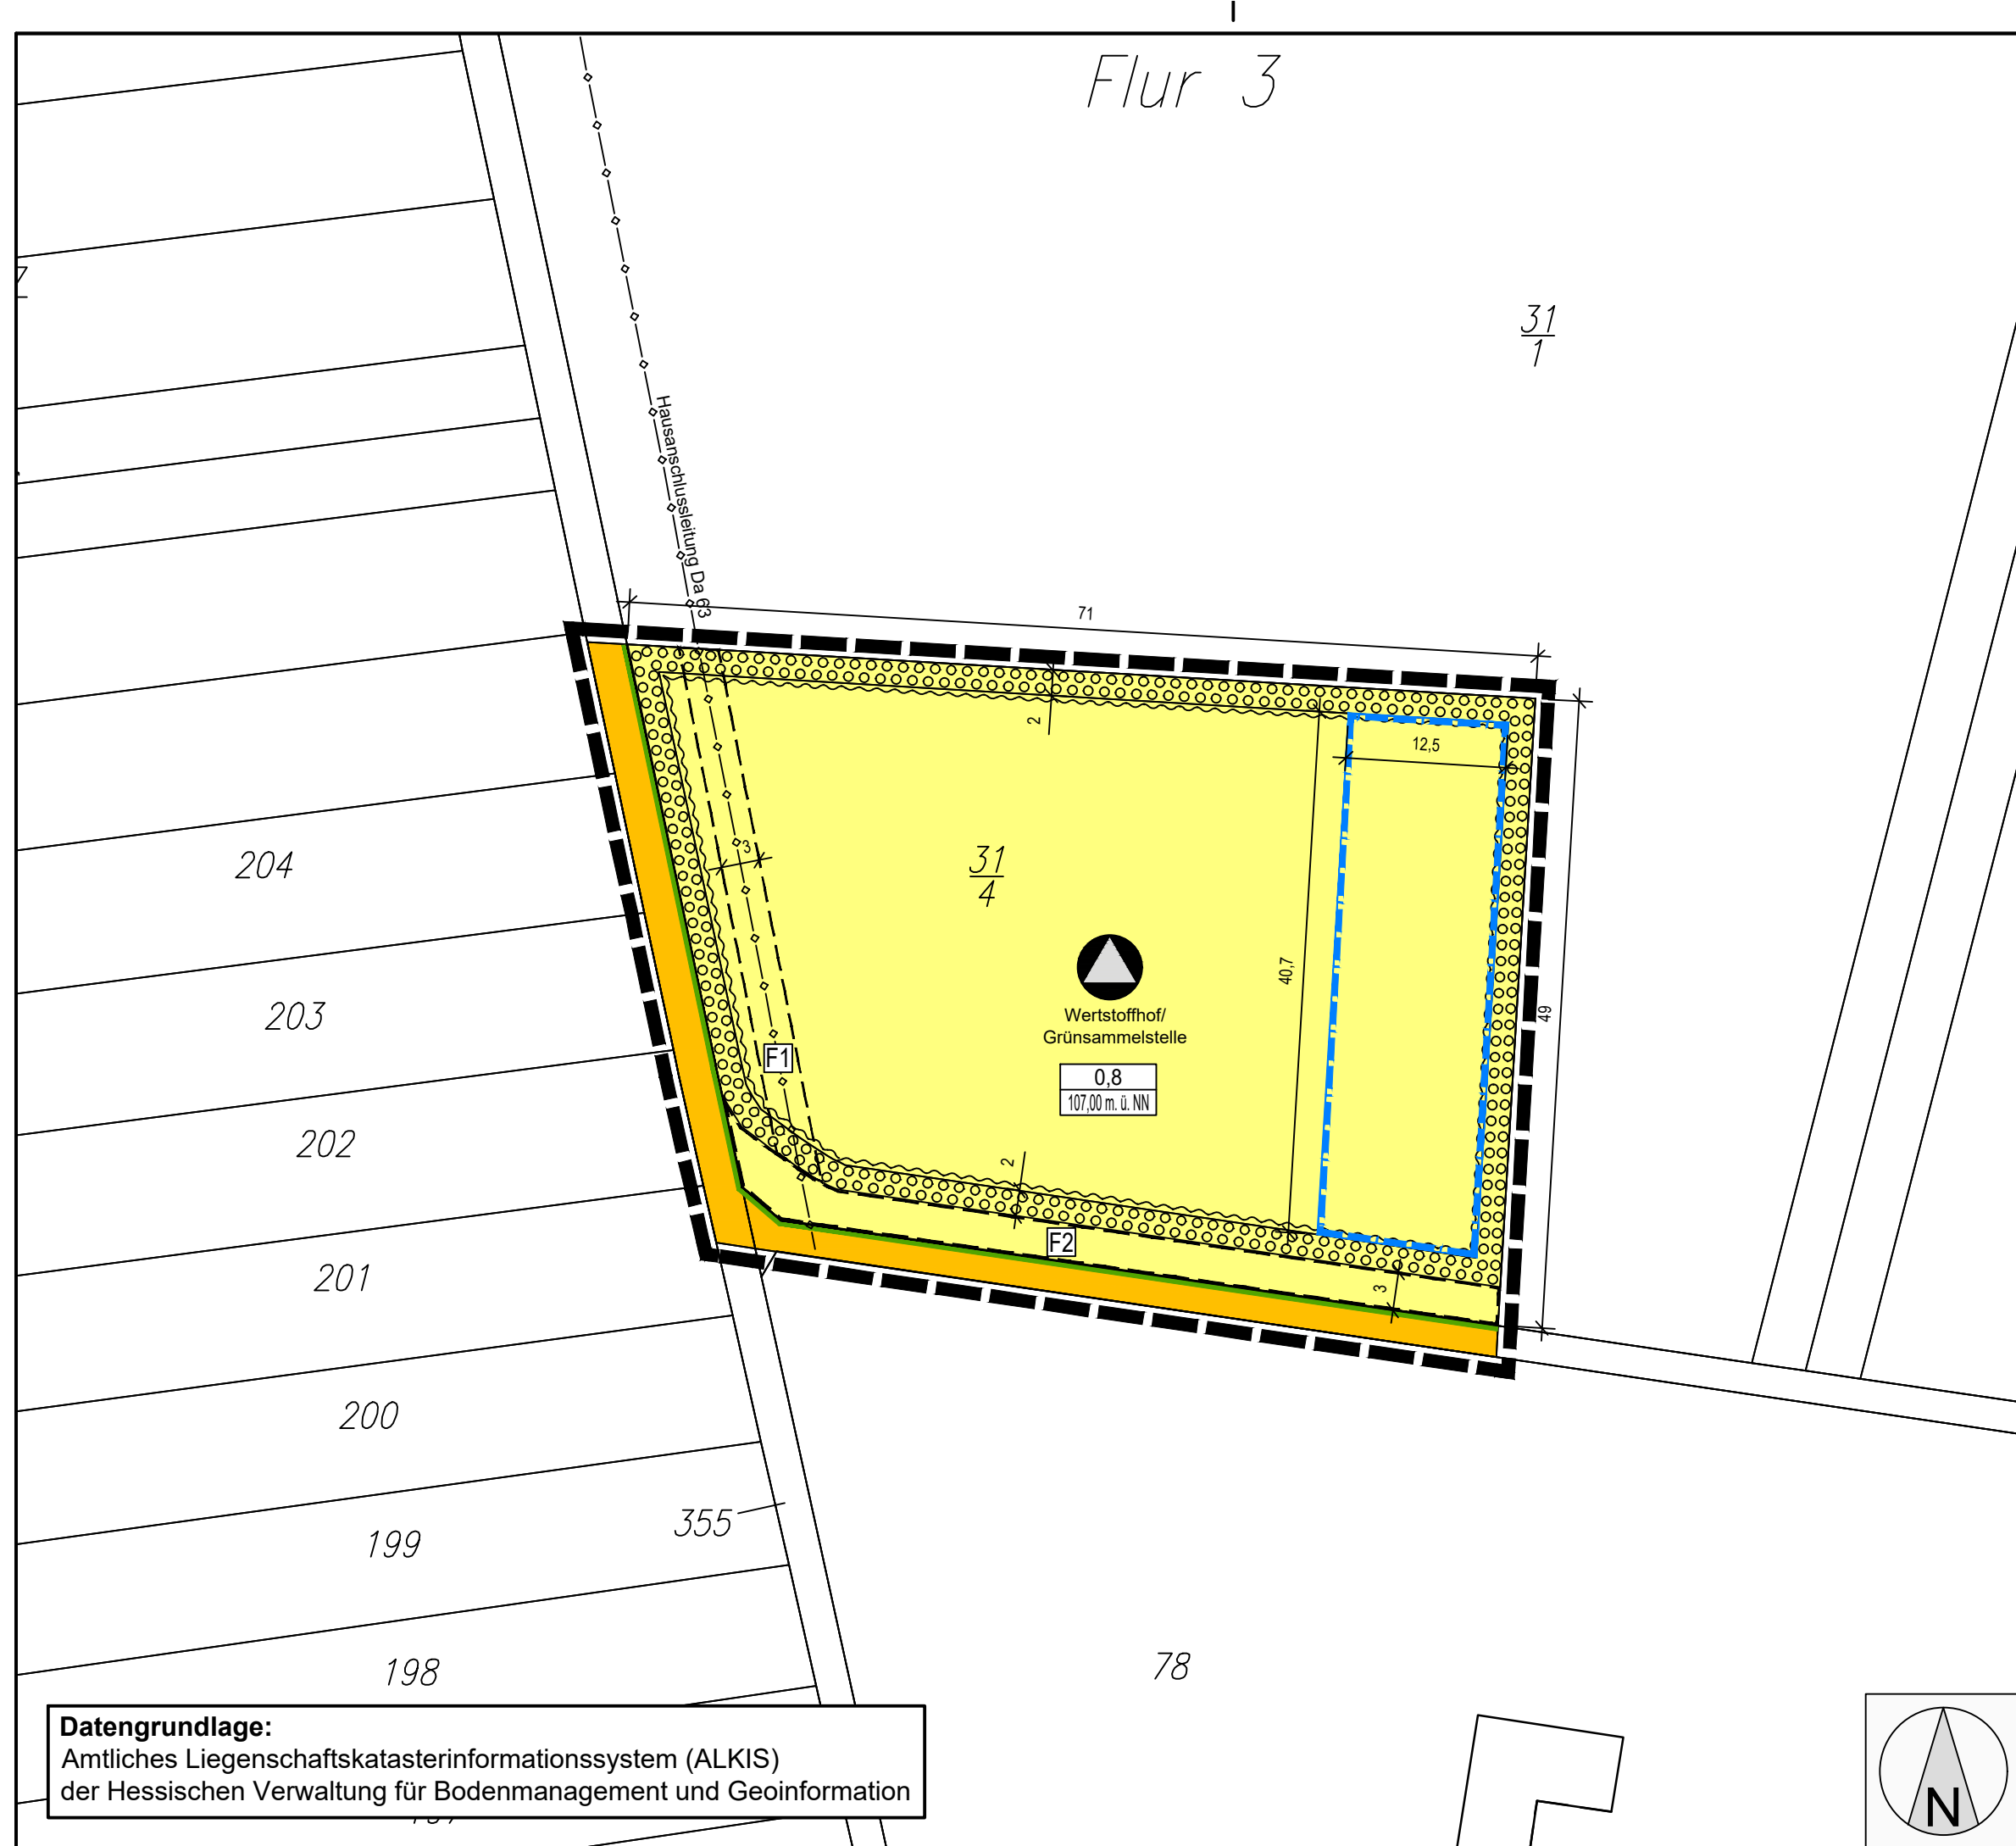 Flur 3
31
1
Hausanschlussleitung Da 63
71
2
12,5
3
31
4
204
40,7
Wertstoffhof/
Grünsammelstelle
49
203
F1
0,8
107,00 m. ü. NN
202
2
F2
201
3
200
355
199
198
78
Datengrundlage:
Amtliches Liegenschaftskatasterinformationssystem (ALKIS)
der Hessischen Verwaltung für Bodenmanagement und Geoinformation
N